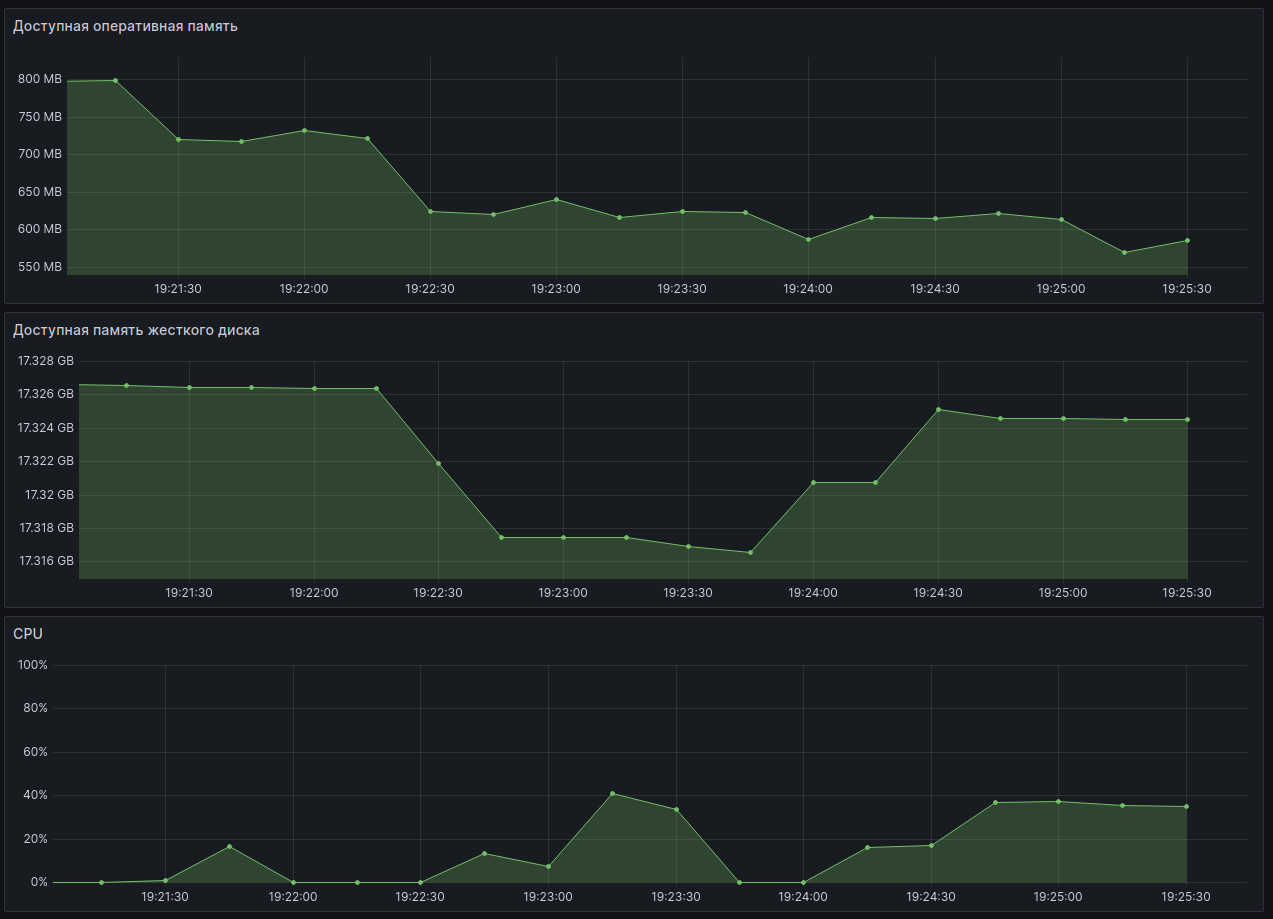 Доступная оперативная память
800 MB
750 MB
700 MB
650 MB
600 MB
550 MB
19:21:30 19:22:00 19:22:30 19:23:00 19:23:30 19:24:00 19:24:30 19:25:00 19:25:30
Доступная память жесткого диска
17.328 GB
17.326 GB
17.324 GB
17.322 GB
17.32 GB
17.318 GB
17.316 GB
19:21:30 19:22:00 19:22:30 19:23:00 19:23:30 19:24:00 19:24:30 19:25:00 19:25:30
CPU
100%
80%
60%
40%
20%
0%
19:21:30 19:22:00 19:22:30 19:23:00 19:23:30 19:24:00 19:24:30 19:25:00 19:25:30